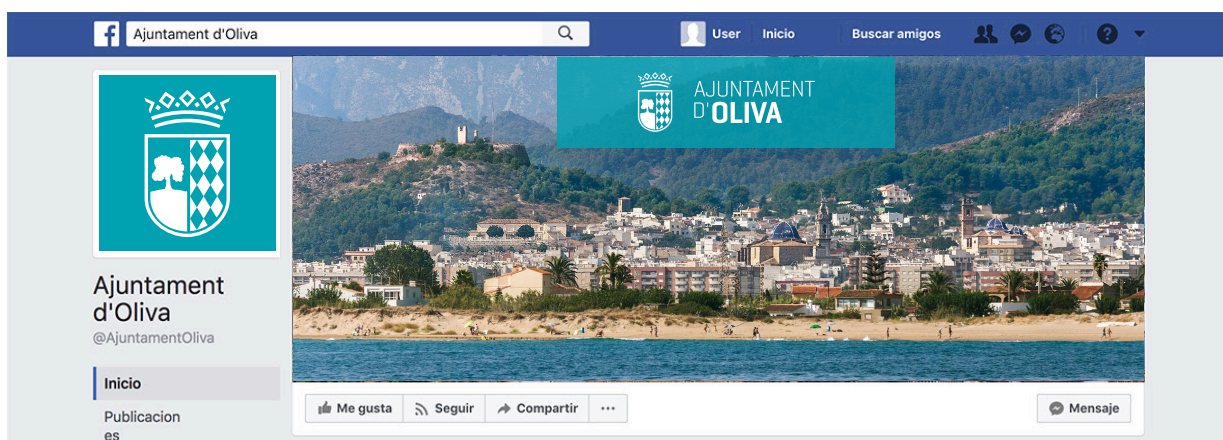 Ajuntament d'Oliva
User Inicio Buscar amigos
AJUNTAMENT
D'OLIVA
Ajuntament
d'Oliva
@AjuntamentOliva
Inicio
Publicacion
es
Me gusta Seguir Compartir ...
Mensaje